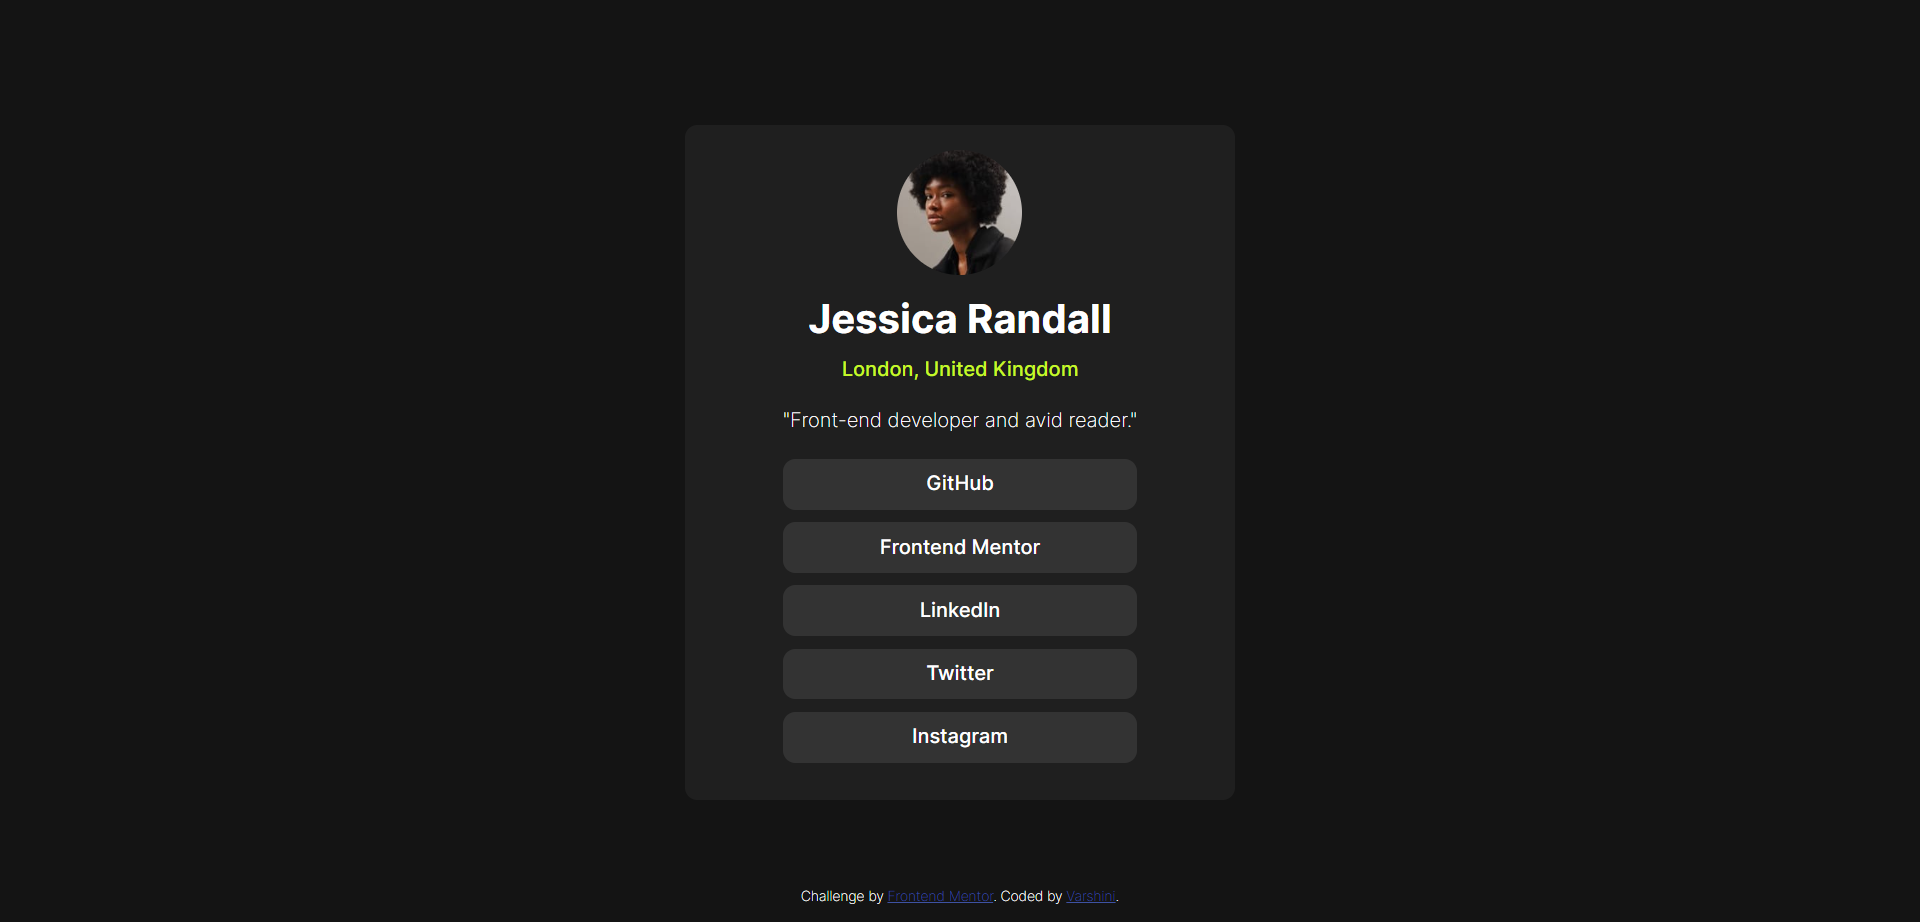 Jessica Randall
London, United Kingdom
"Front-end developer and avid reader."
GitHub
Frontend Mentor
LinkedIn
Twitter
Instagram
Challenge by Frontend Mentor. Coded by Varshini.